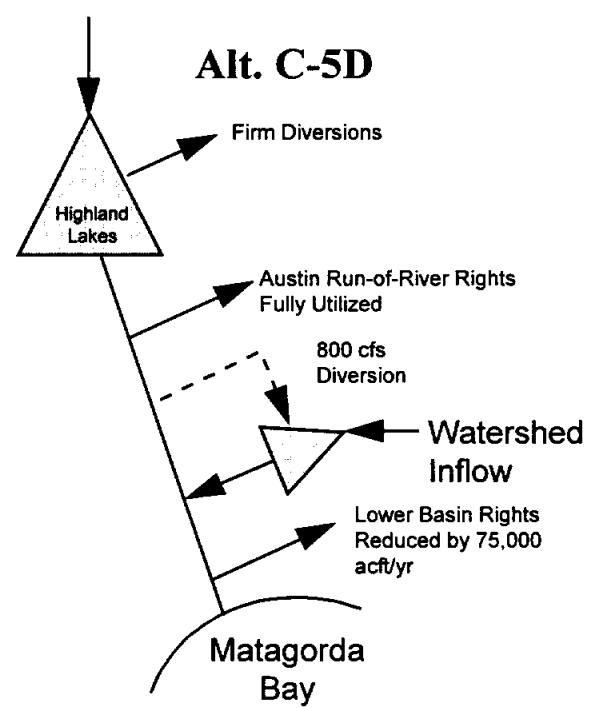 Alt. C-5D
Firm Diversions
Highland
Lakes
Austin Run-of-River Rights
Fully Utilized
800 cfs
Diversion
Watershed
Inflow
Lower Basin Rights
Reduced by 75,000
acft/yr
Matagorda
Bay